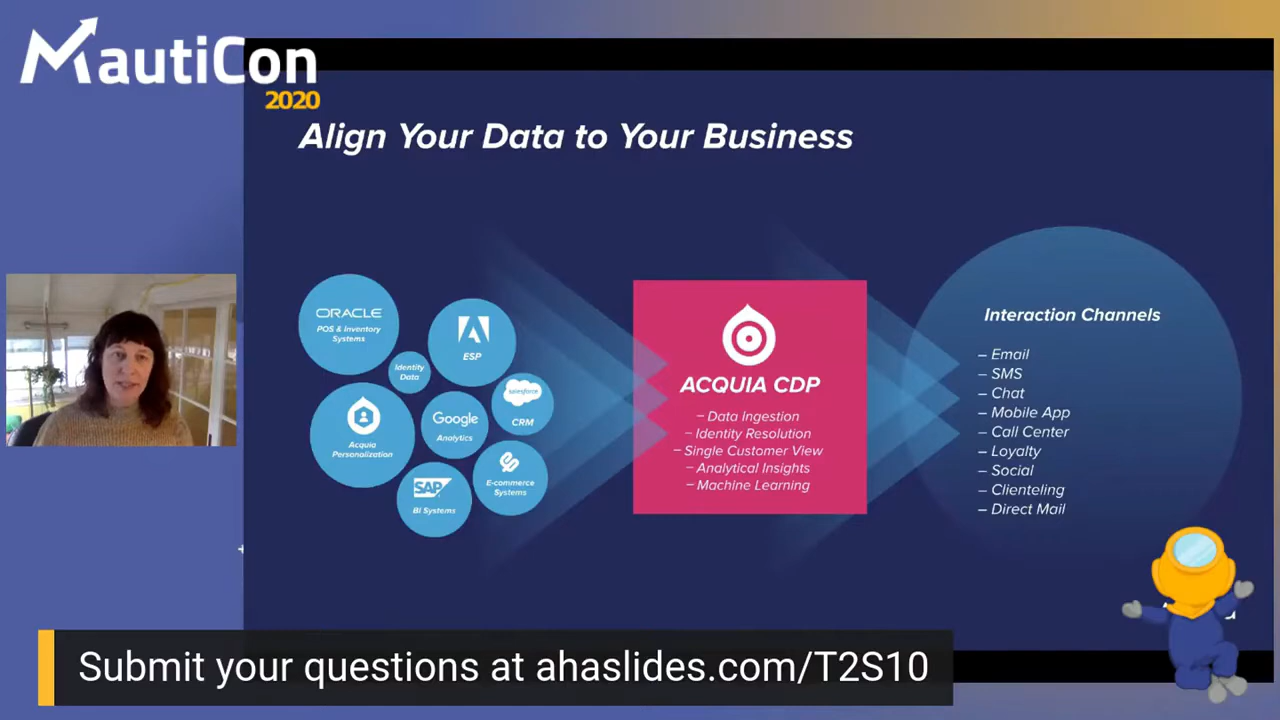 MautiCon
2020
Align Your Data to Your Business
ORACLE
POS & Inventory
Systems
ESP
Identity
Data
salesforce
CRM
Google
Analytics
Acquia
Personalization
SAP
BI Systems
E-commerce
Systems
ACQUIA CDP
– Data Ingestion
– Identity Resolution
– Single Customer View
– Analytical Insights
– Machine Learning
Interaction Channels
– Email
– SMS
– Chat
– Mobile App
– Call Center
– Loyalty
– Social
– Clienteling
– Direct Mail
Submit your questions at ahaslides.com/T2S10